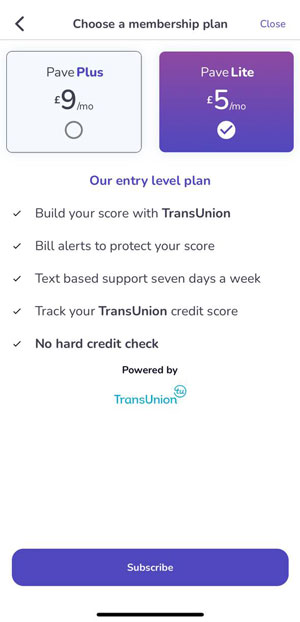 Choose a membership plan
Close
Pave Plus
£9/mo
Pave Lite
£5/mo
Our entry level plan
Build your score with TransUnion
Bill alerts to protect your score
Text based support seven days a week
Track your TransUnion credit score
No hard credit check
Powered by
TransUnion tu
Subscribe